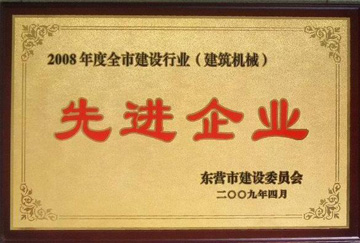 2008年度全市建设行业（建筑机械）
先进企业
东营市建设委员会
二〇〇九年四月